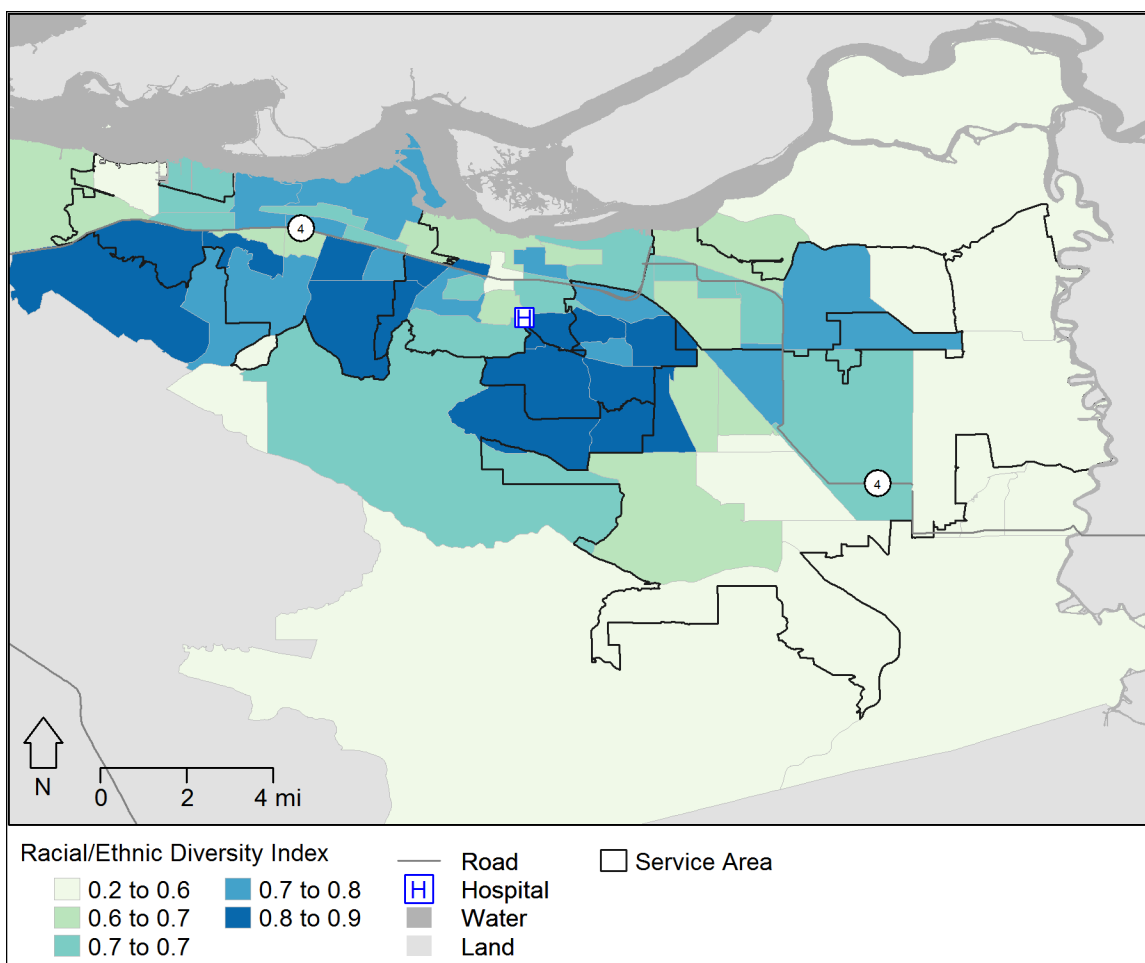 4
H
4
N
0 2 4 mi
Racial/Ethnic Diversity Index
0.2 to 0.6
0.6 to 0.7
0.7 to 0.7
0.7 to 0.8
0.8 to 0.9
Road
H Hospital
Water
Land
Service Area